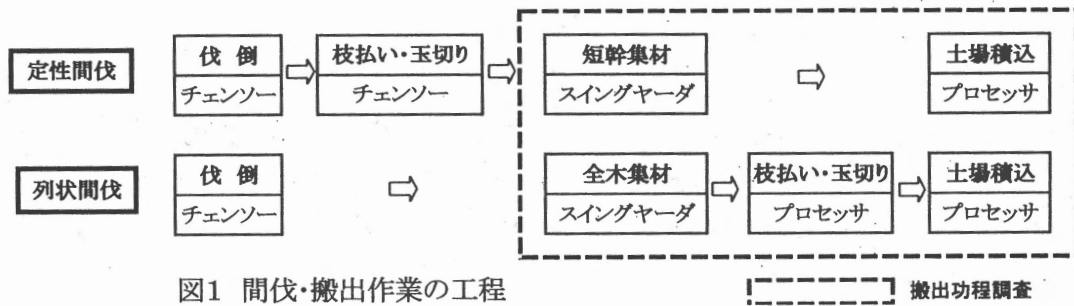 定性間伐
伐 倒
チェンソー
枝払い・玉切り
チェンソー
短幹集材
スイングヤーダ
土場積込
プロセッサ
列状間伐
伐 倒
チェンソー
全木集材
スイングヤーダ
枝払い・玉切り
プロセッサ
土場積込
プロセッサ
図1 間伐・搬出作業の工程
搬出功程調査